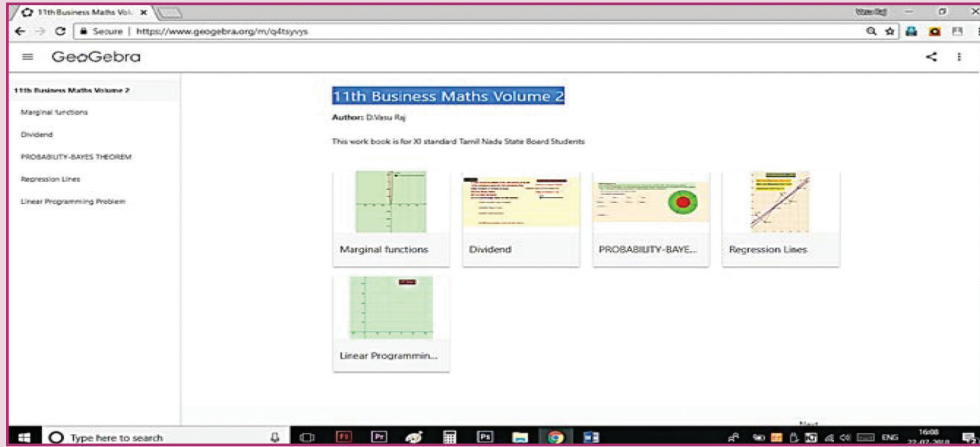 11th Business Maths Vol.
Secure | https://www.geogebra.org/m/q4tsyvys
GeoGebra
11th Business Maths Volume 2
Marginal functions
Dividend
PROBABILITY-BAYES THEOREM
Regression Lines
Linear Programming Problem
11th Business Maths Volume 2
Author: D.Vasu Raj
This work book is for XI standard Tamil Nadu State Board Students
Marginal functions
Dividend
PROBABILITY-BAYE...
Regression Lines
Linear Programmin...
Next
Type here to search
ENG
16:08
22-07-2018